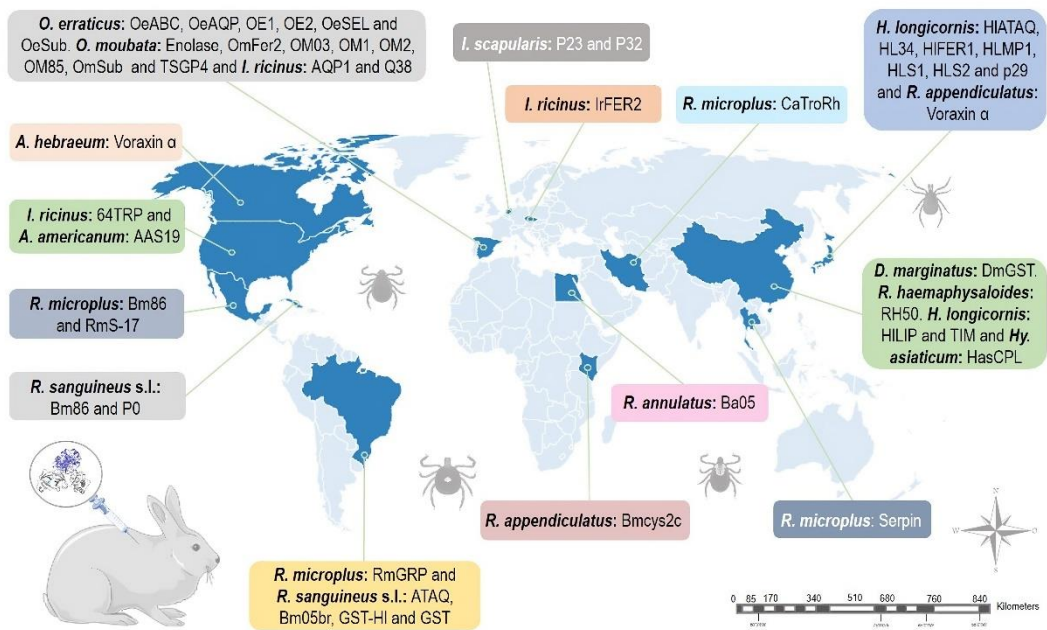 O. erraticus: OeABC, OeAQP, OE1, OE2, OeSEL and
OeSub. O. moubata: Enolase, OmFer2, OM03, OM1, OM2,
OM85, OmSub and TSGP4 and I. ricinus: AQP1 and Q38
I. scapularis: P23 and P32
H. longicornis: HlATAQ,
HL34, HlFER1, HLMP1,
HLS1, HLS2 and p29
and R. appendiculatus:
Voraxin α
I. ricinus: IrFER2
R. microplus: CaTroRh
A. hebraeum: Voraxin α
I. ricinus: 64TRP and
A. americanum: AAS19
R. microplus: Bm86
and RmS-17
R. sanguineus s.l.:
Bm86 and P0
D. marginatus: DmGST.
R. haemaphysaloides:
RH50. H. longicornis:
HlLIP and TIM and Hy.
asiaticum: HasCPL
R. annulatus: Ba05
R. appendiculatus: Bmcys2c
R. microplus: Serpin
R. microplus: RmGRP and
R. sanguineus s.l.: ATAQ,
Bm05br, GST-Hl and GST
N
W E
S
0 85 170 340 510 680 760 840
Kilometers